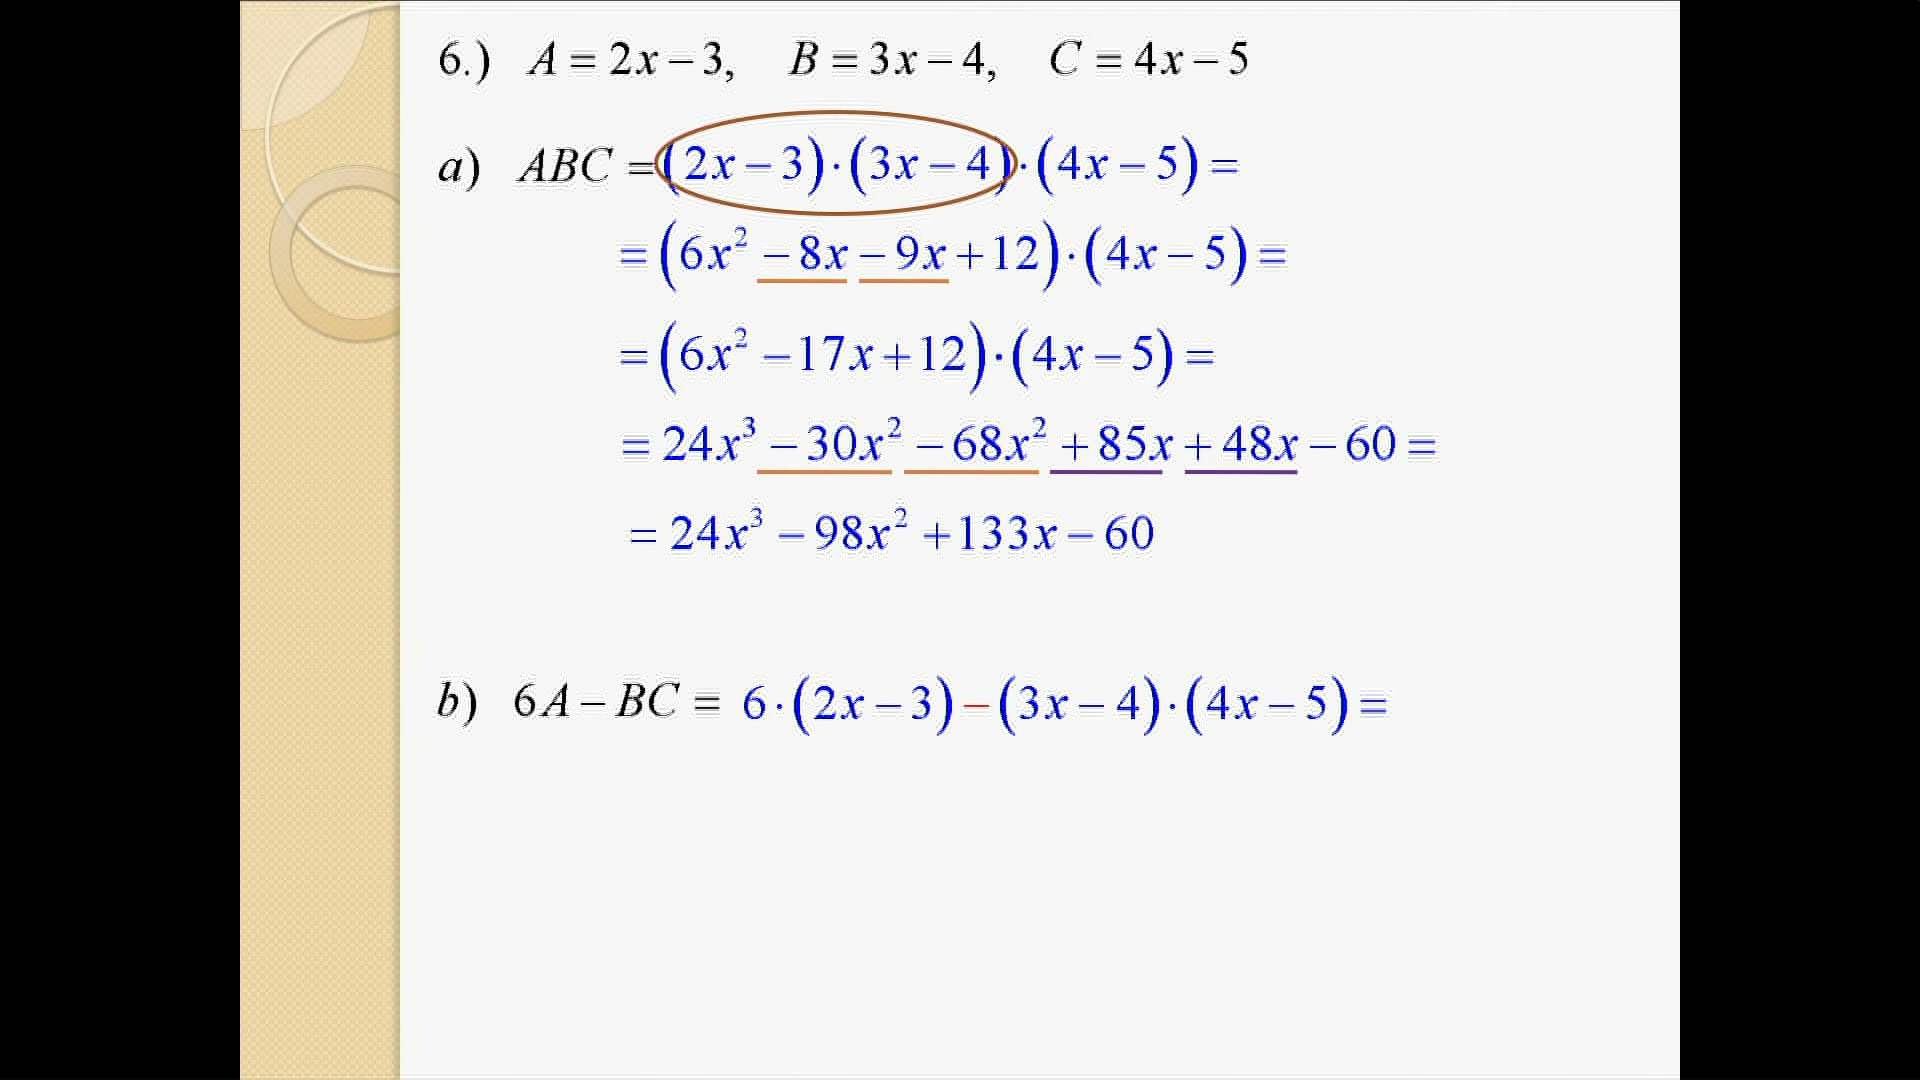 6.) A = 2x − 3, B = 3x − 4, C = 4x − 5
a) ABC = (2x − 3)·(3x − 4)·(4x − 5) =
= (6x² − 8x − 9x + 12)·(4x − 5) =
= (6x² − 17x + 12)·(4x − 5) =
= 24x³ − 30x² − 68x² + 85x + 48x − 60 =
= 24x³ − 98x² + 133x − 60
b) 6A − BC = 6·(2x − 3) − (3x − 4)·(4x − 5) =